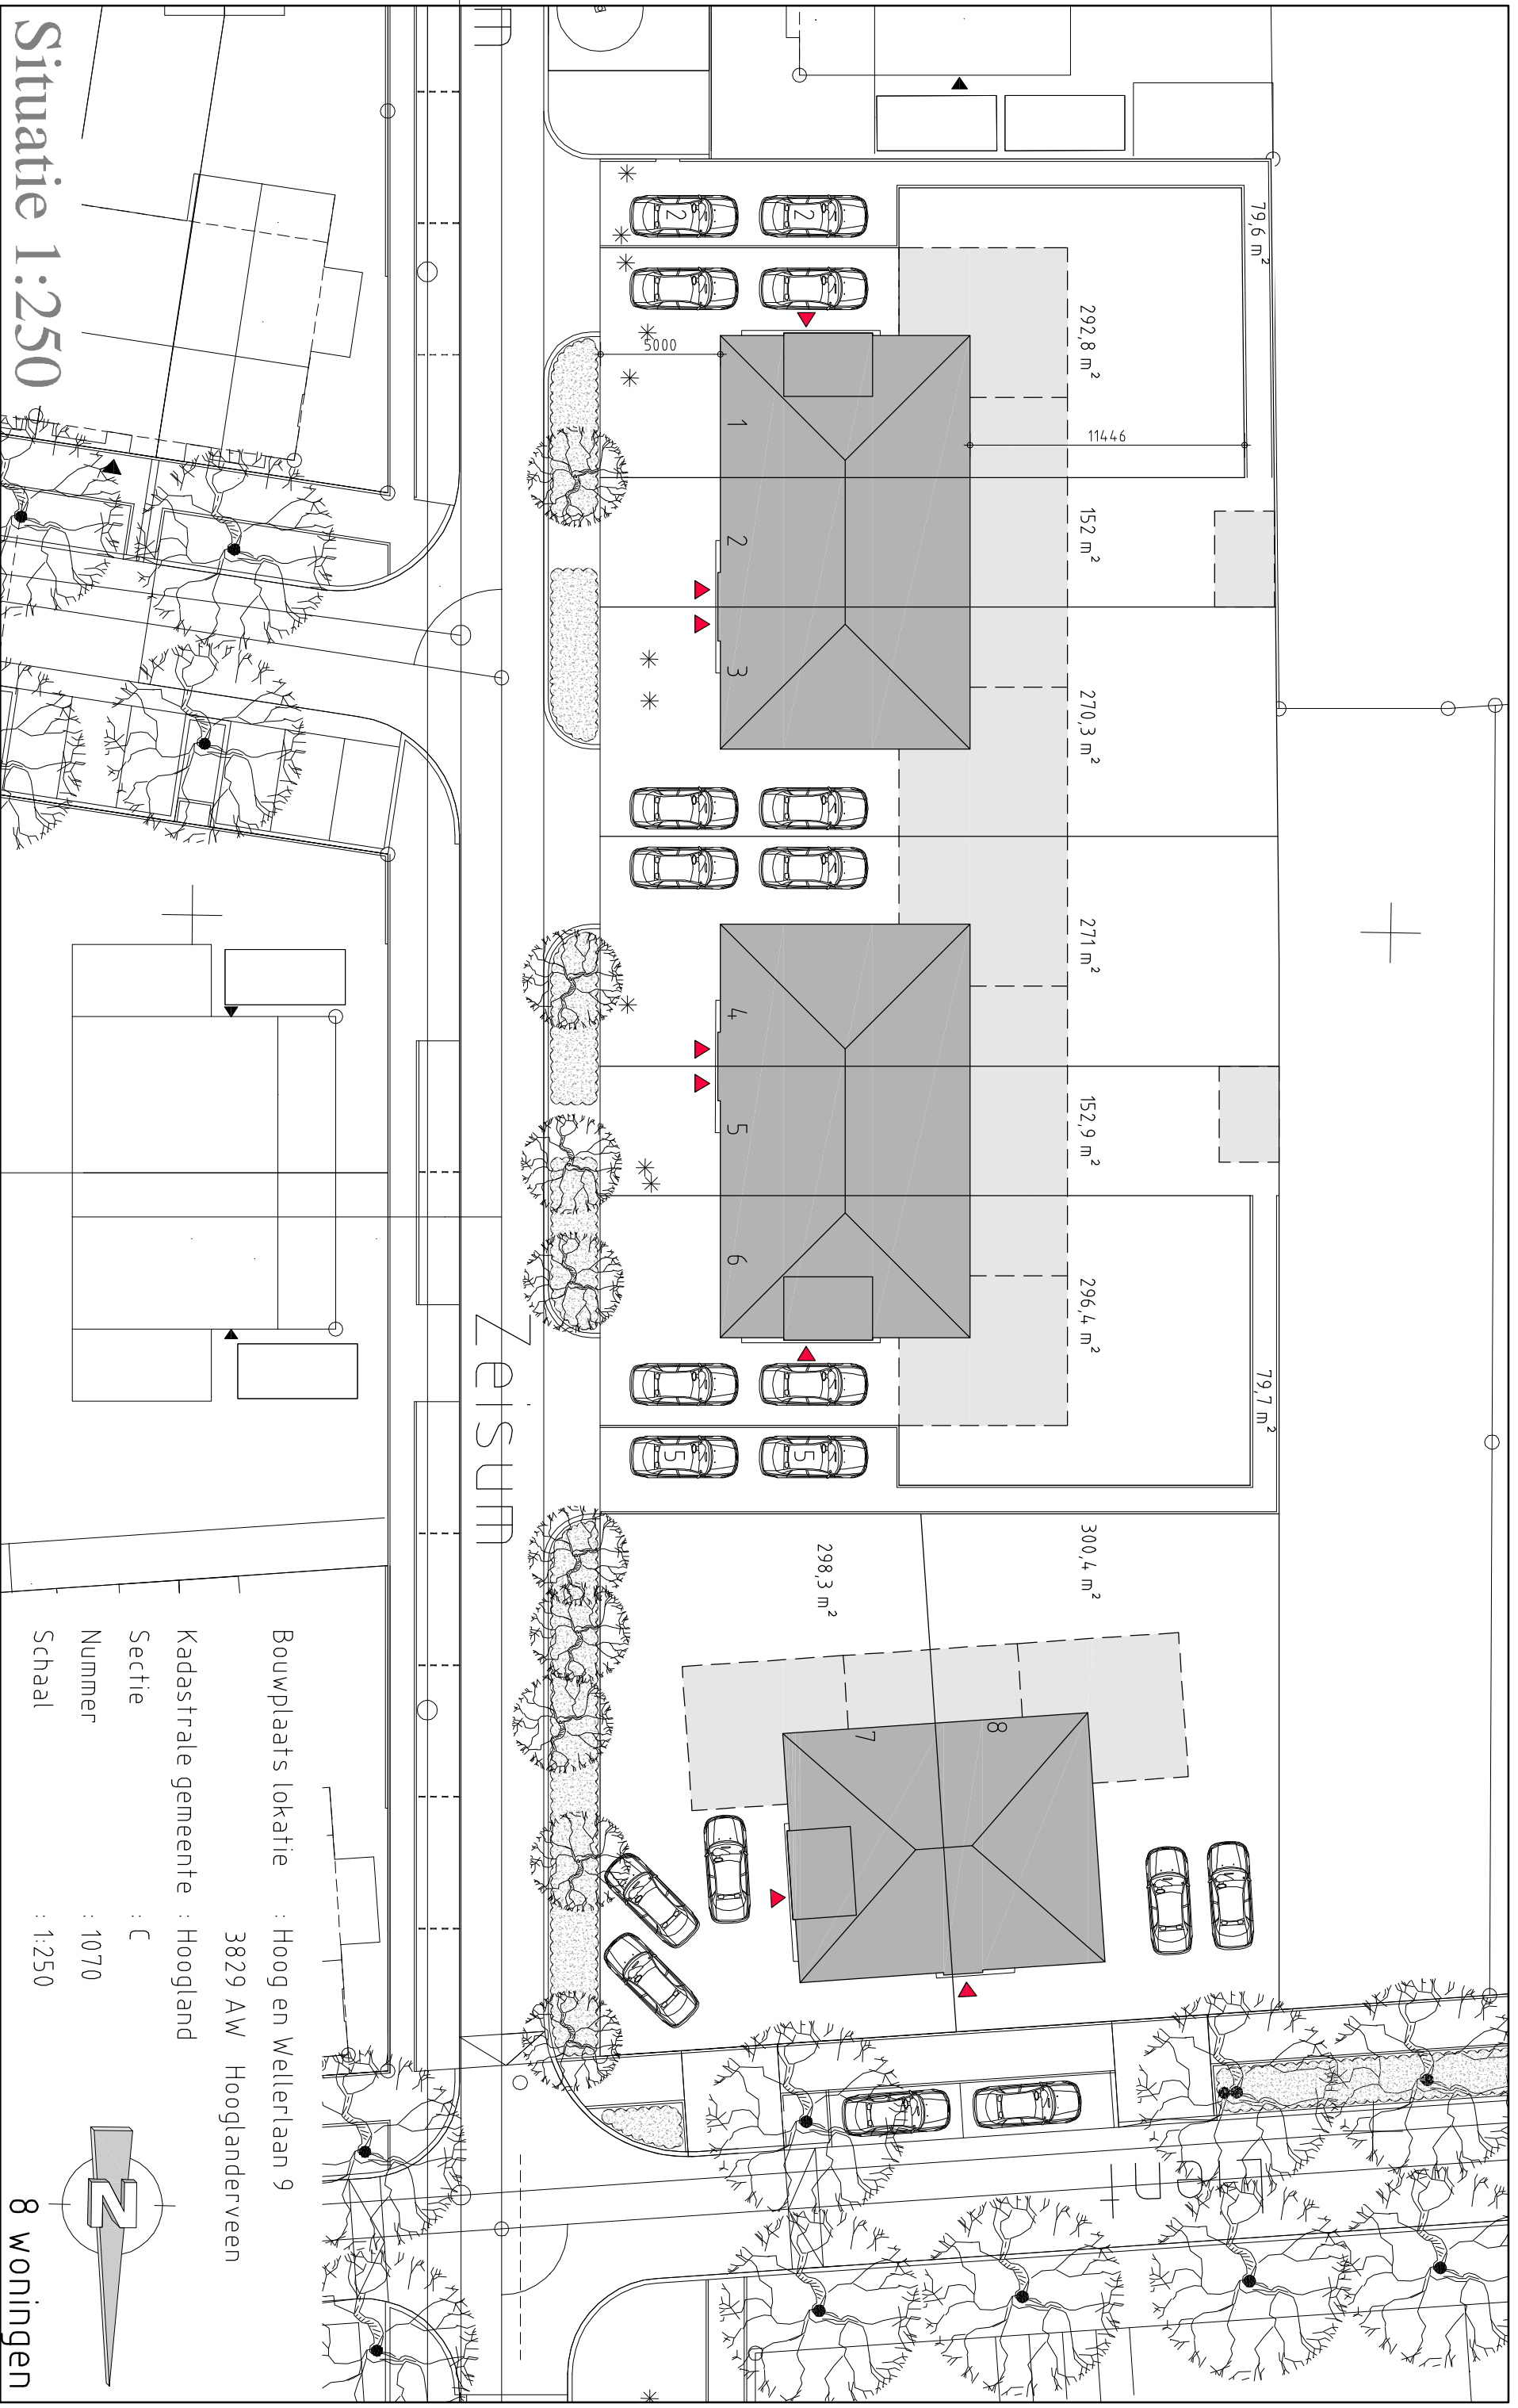 Situatie 1:250
79,6 m²
292,8 m²
152 m²
270,3 m²
271 m²
152,9 m²
296,4 m²
79,7 m²
300,4 m²
298,3 m²
11446
5000
2
2
1
2
3
4
5
6
5
5
7
8
Zeisum
Bouwplaats lokatie : Hoog en Wellerlaan 9
3829 AW Hooglanderveen
Kadastrale gemeente : Hoogland
Sectie : C
Nummer : 1070
Schaal : 1:250
N
8 woningen